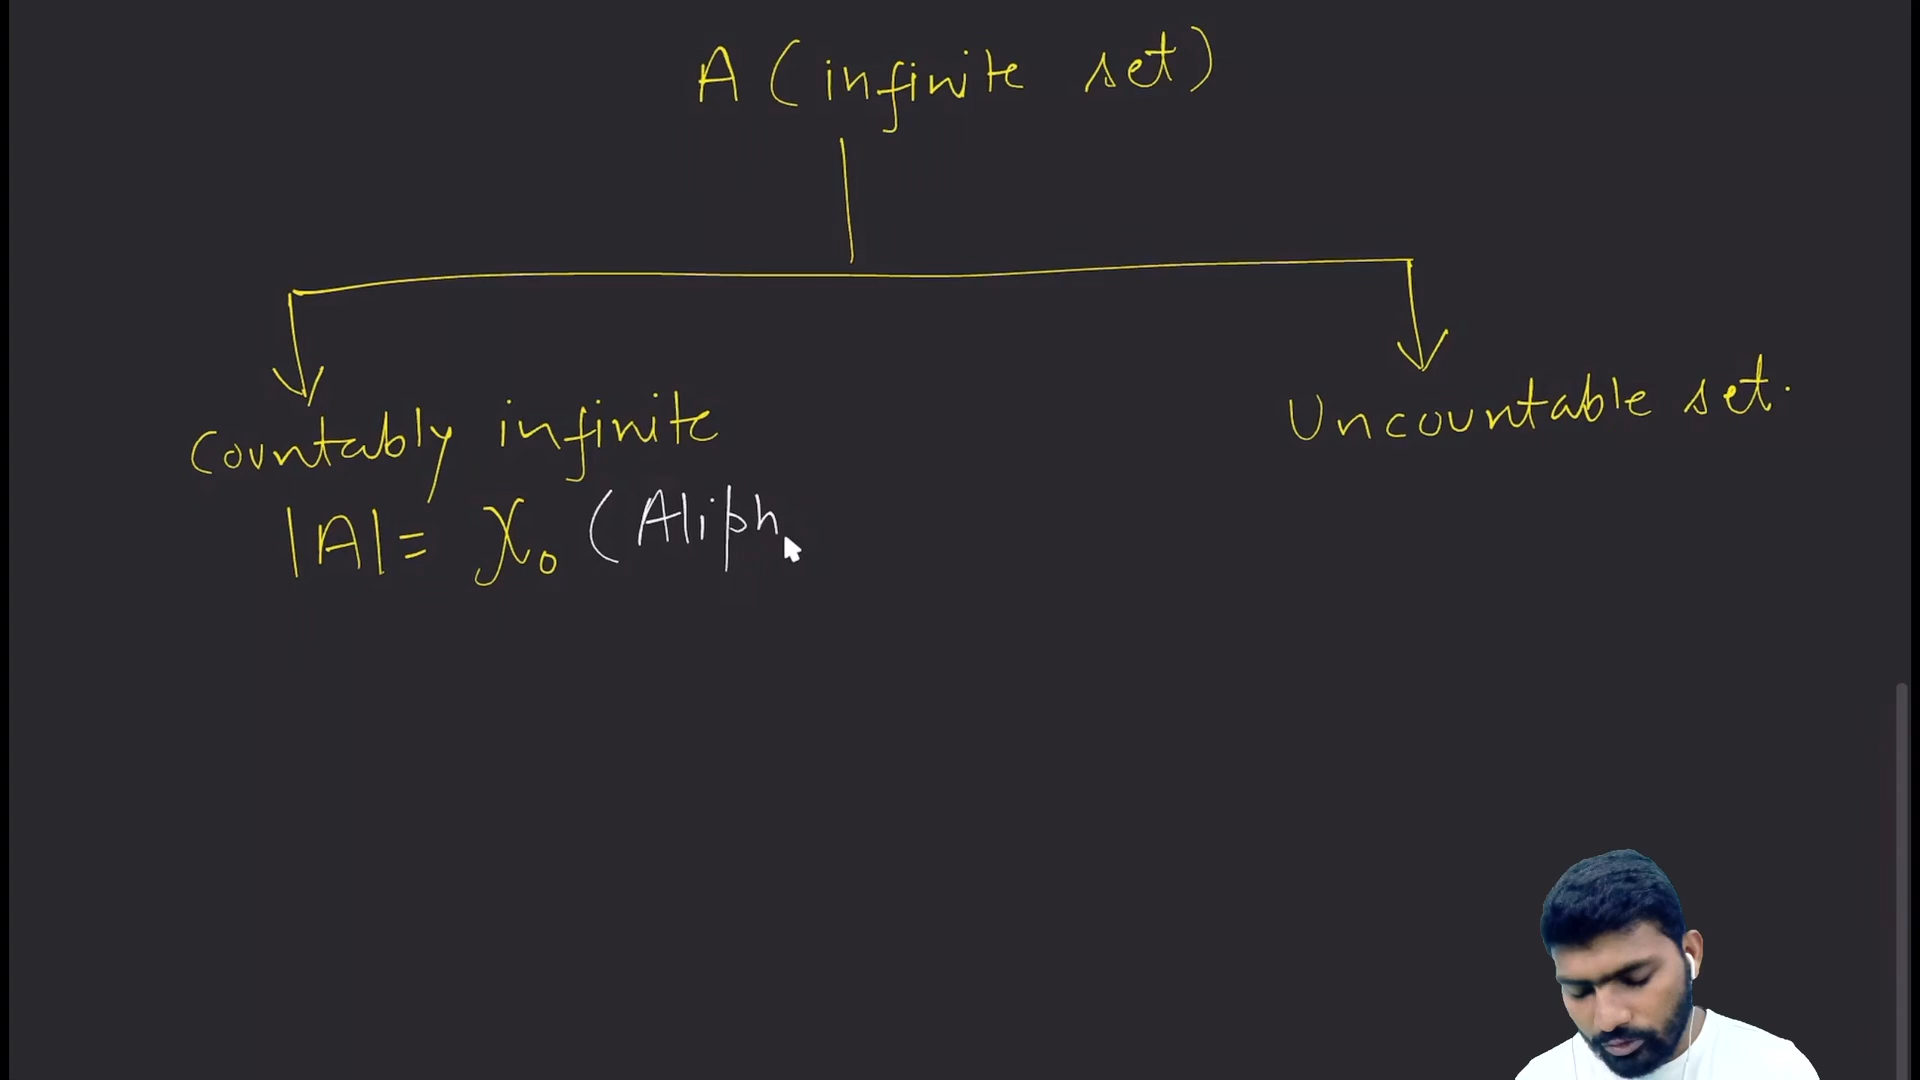 A (infinite set)
Countably infinite
Uncountable set.
|A| = ℵ₀ (Aliph